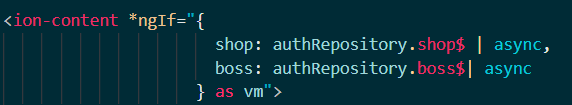 <ion-content *ngIf="{
shop: authRepository.shop$ | async,
boss: authRepository.boss$| async
} as vm">